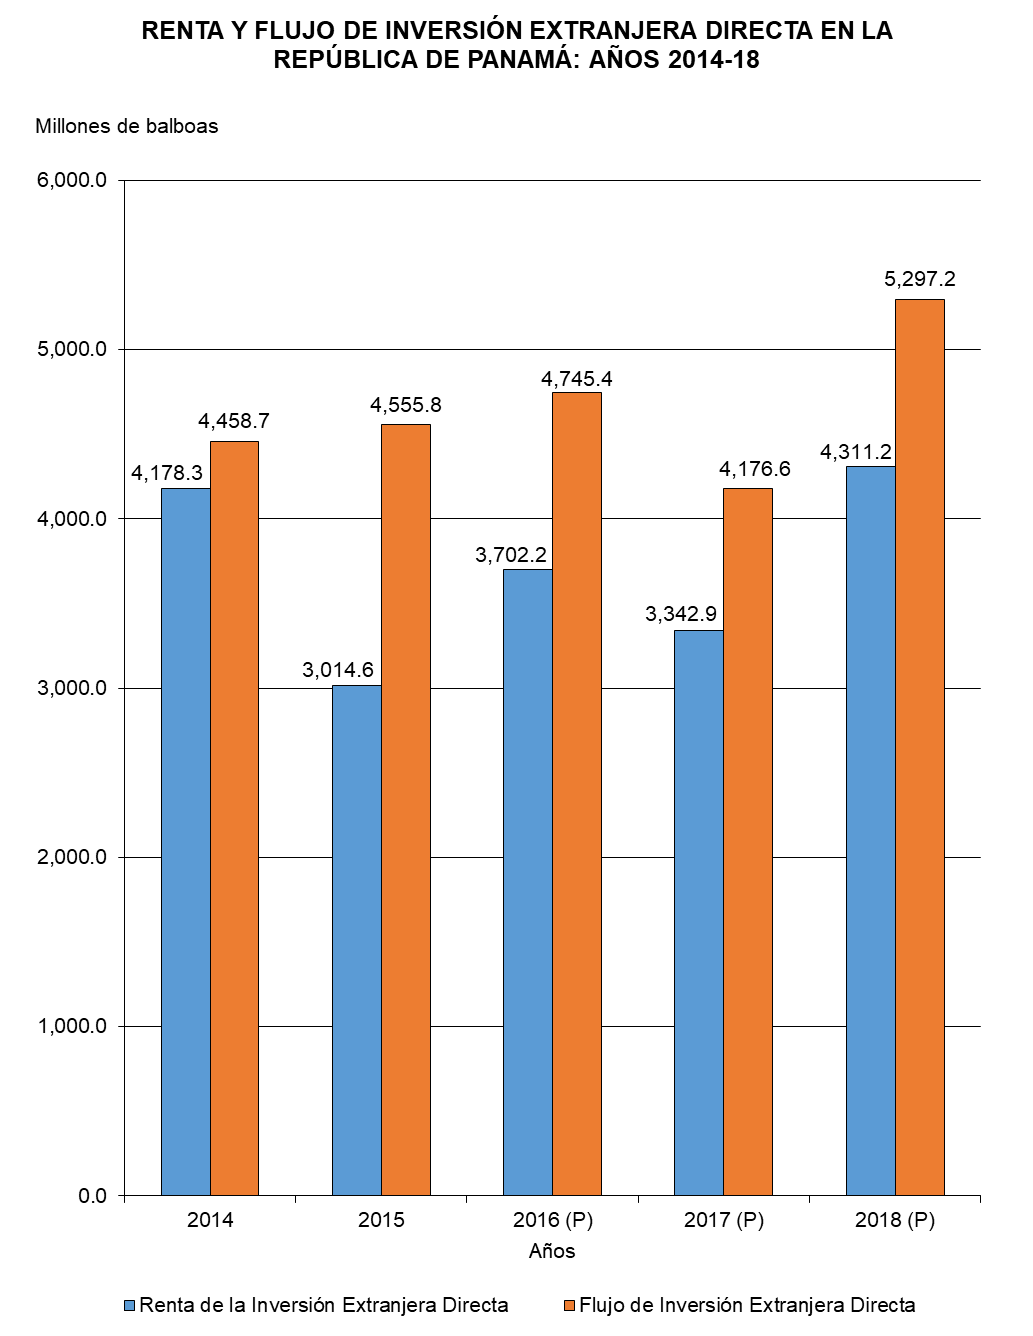 RENTA Y FLUJO DE INVERSIÓN EXTRANJERA DIRECTA EN LA
REPÚBLICA DE PANAMÁ: AÑOS 2014-18
Millones de balboas
6,000.0
5,297.2
5,000.0
4,745.4
4,555.8
4,458.7
4,311.2
4,178.3
4,176.6
4,000.0
3,702.2
3,342.9
3,014.6
3,000.0
2,000.0
1,000.0
0.0
2014 2015 2016 (P) 2017 (P) 2018 (P)
Años
Renta de la Inversión Extranjera Directa Flujo de Inversión Extranjera Directa